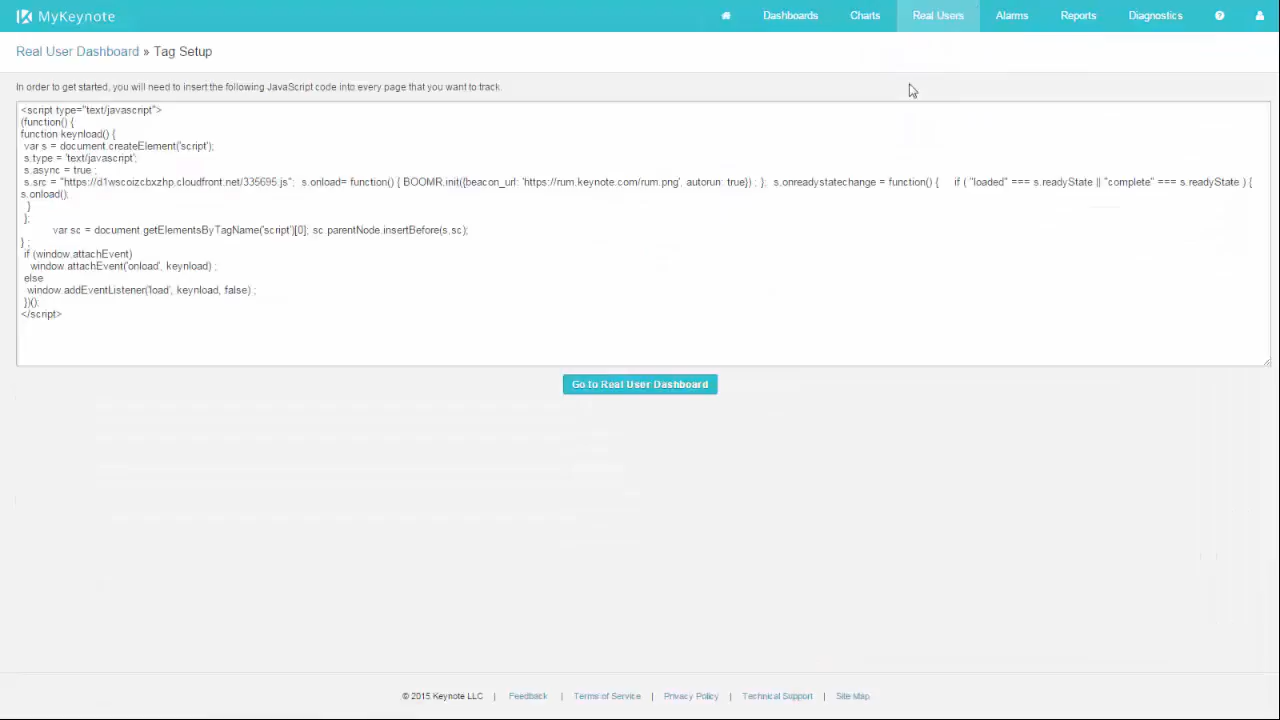 MyKeynote
Dashboards Charts Real Users Alarms Reports Diagnostics
Real User Dashboard » Tag Setup
In order to get started, you will need to insert the following JavaScript code into every page that you want to track.
<script type="text/javascript">
(function() {
function keynload() {
var s = document.createElement('script');
s.type = 'text/javascript';
s.async = true ;
s.src = "https://d1wscoizcbxzhp.cloudfront.net/335695.js"; s.onload= function() { BOOMR.init({beacon_url: 'https://rum.keynote.com/rum.png', autorun: true}) ; }; s.onreadystatechange = function() { if ( "loaded" === s.readyState || "complete" === s.readyState ) {
s.onload();
}
};
var sc = document.getElementsByTagName('script')[0]; sc.parentNode.insertBefore(s,sc);
} ;
if (window.attachEvent)
window.attachEvent('onload', keynload) ;
else
window.addEventListener('load', keynload, false) ;
})();
</script>
Go to Real User Dashboard
© 2015 Keynote LLC | Feedback | Terms of Service | Privacy Policy | Technical Support | Site Map